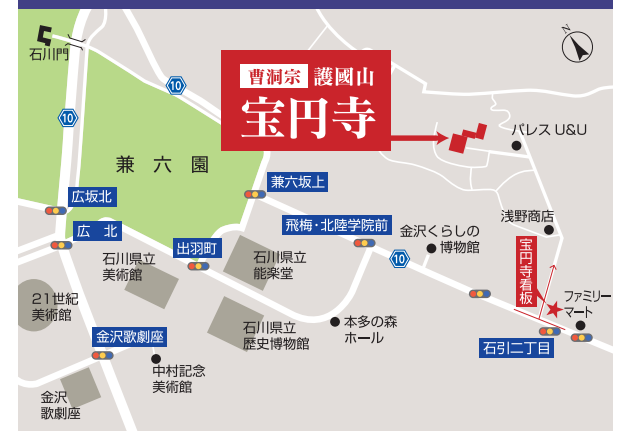 石川門
10
10
曹洞宗 護國山
宝円寺
N
パレス U&U
兼六園
兼六坂上
広坂北
広北
出羽町
飛梅・北陸学院前
金沢くらしの
博物館
10
浅野商店
宝円寺看板
ファミリー
マート
石川県立
美術館
石川県立
能楽堂
21世紀
美術館
石川県立
歴史博物館
本多の森
ホール
金沢歌劇座
中村記念
美術館
石引二丁目
金沢
歌劇座